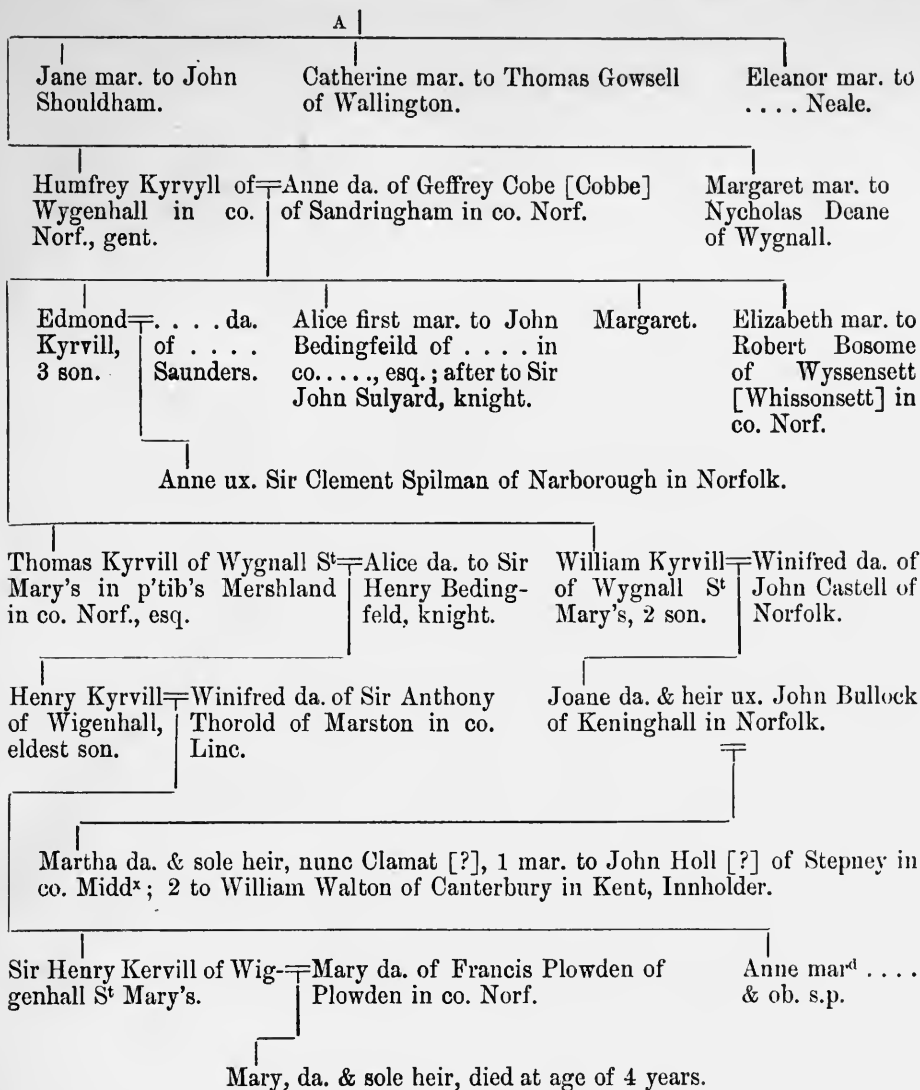 A
Jane mar. to John
Shouldham.
Catherine mar. to Thomas Gowsell
of Wallington.
Eleanor mar. to
. . . . Neale.
Humfrey Kyrvyll of
Wygenhall in co.
Norf., gent.
Anne da. of Geffrey Cobe [Cobbe]
of Sandringham in co. Norf.
Margaret mar. to
Nycholas Deane
of Wygnall.
Edmond
Kyrvill,
3 son.
. . . . da.
of . . . .
Saunders.
Alice first mar. to John
Bedingfeild of . . . . in
co. . . . ., esq.; after to Sir
John Sulyard, knight.
Margaret.
Elizabeth mar. to
Robert Bosome
of Wyssensett
[Whissonsett] in
co. Norf.
Anne ux. Sir Clement Spilman of Narborough in Norfolk.
Thomas Kyrvill of Wygnall Sᵗ
Mary's in p'tib's Mershland
in co. Norf., esq.
Alice da. to Sir
Henry Beding-
feld, knight.
William Kyrvill
of Wygnall Sᵗ
Mary's, 2 son.
Winifred da. of
John Castell of
Norfolk.
Henry Kyrvill
of Wigenhall,
eldest son.
Winifred da. of Sir Anthony
Thorold of Marston in co.
Linc.
Joane da. & heir ux. John Bullock
of Keninghall in Norfolk.
Martha da. & sole heir, nunc Clamat [?], 1 mar. to John Holl [?] of Stepney in
co. Middˣ; 2 to William Walton of Canterbury in Kent, Innholder.
Sir Henry Kervill of Wig-
genhall Sᵗ Mary's.
Mary da. of Francis Plowden of
Plowden in co. Norf.
Anne marᵈ . . . .
& ob. s.p.
Mary, da. & sole heir, died at age of 4 years.